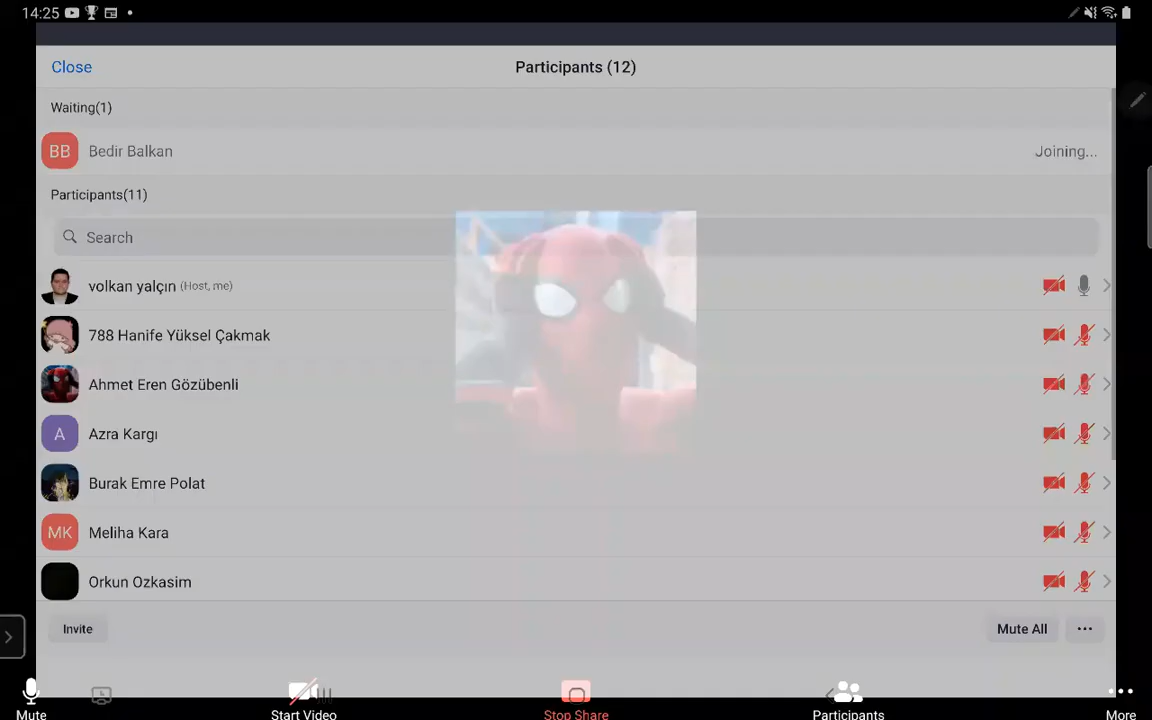 14:25
Close
Participants (12)
Waiting(1)
BB
Bedir Balkan
Joining...
Participants(11)
Search
volkan yalçın (Host, me)
788 Hanife Yüksel Çakmak
Ahmet Eren Gözübenli
A
Azra Kargı
Burak Emre Polat
MK
Meliha Kara
Orkun Ozkasim
Invite
Mute All
Mute
Start Video
Stop Share
Participants
More